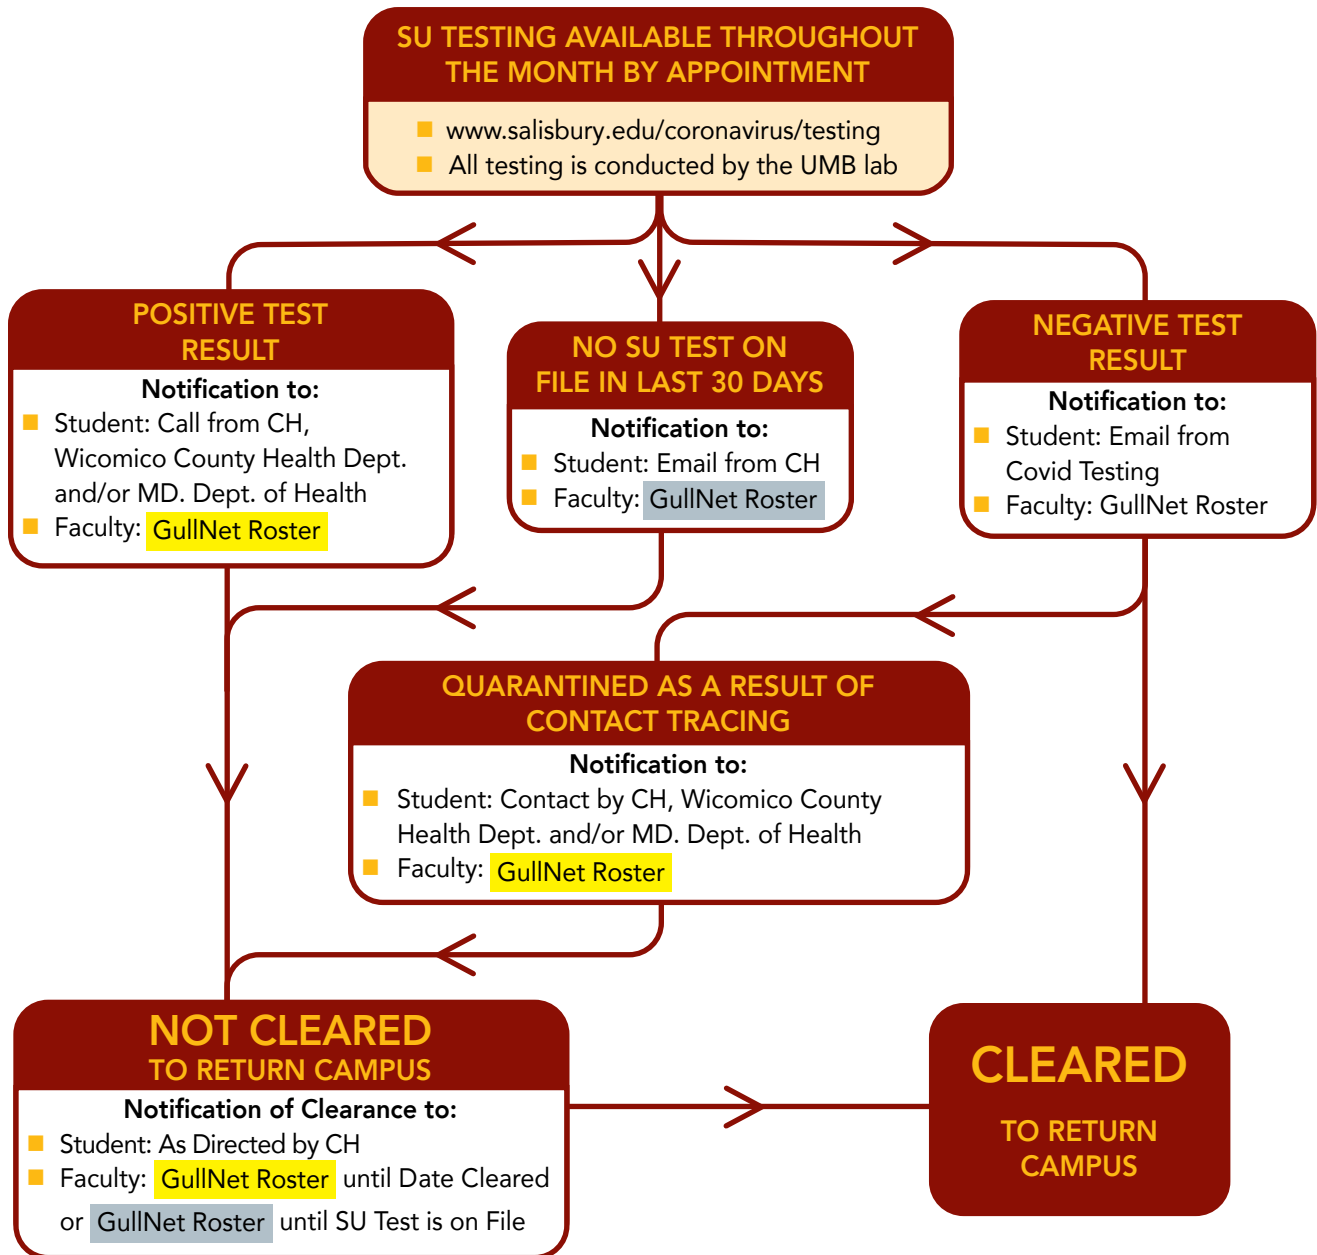 SU TESTING AVAILABLE THROUGHOUT
THE MONTH BY APPOINTMENT
www.salisbury.edu/coronavirus/testing
All testing is conducted by the UMB lab
POSITIVE TEST
RESULT
Notification to:
Student: Call from CH,
Wicomico County Health Dept.
and/or MD. Dept. of Health
Faculty: GullNet Roster
NO SU TEST ON
FILE IN LAST 30 DAYS
Notification to:
Student: Email from CH
Faculty: GullNet Roster
NEGATIVE TEST
RESULT
Notification to:
Student: Email from
Covid Testing
Faculty: GullNet Roster
QUARANTINED AS A RESULT OF
CONTACT TRACING
Notification to:
Student: Contact by CH, Wicomico County
Health Dept. and/or MD. Dept. of Health
Faculty: GullNet Roster
NOT CLEARED
TO RETURN CAMPUS
Notification of Clearance to:
Student: As Directed by CH
Faculty: GullNet Roster until Date Cleared
or GullNet Roster until SU Test is on File
CLEARED
TO RETURN
CAMPUS